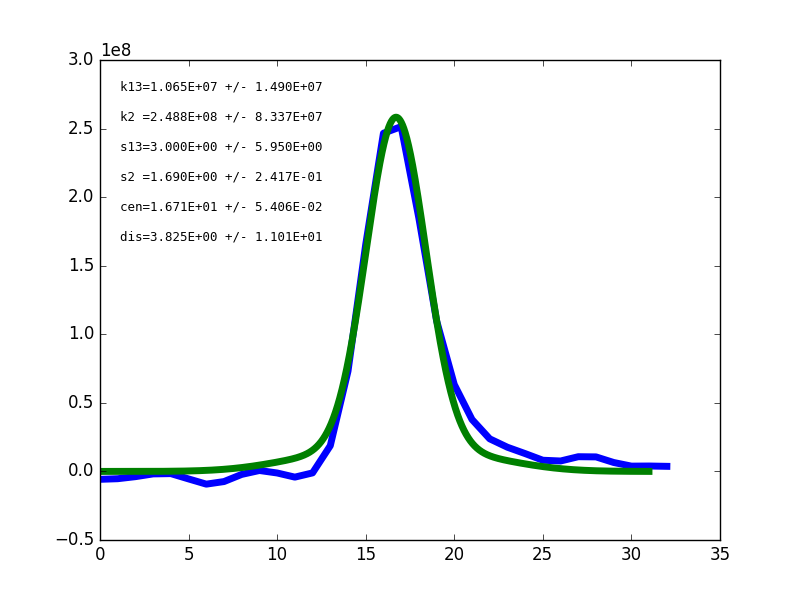 1e8
3.0
k13=1.065E+07 +/- 1.490E+07
k2 =2.488E+08 +/- 8.337E+07
2.5
s13=3.000E+00 +/- 5.950E+00
s2 =1.690E+00 +/- 2.417E-01
2.0
cen=1.671E+01 +/- 5.406E-02
dis=3.825E+00 +/- 1.101E+01
1.5
1.0
0.5
0.0
−0.5
0 5 10 15 20 25 30 35